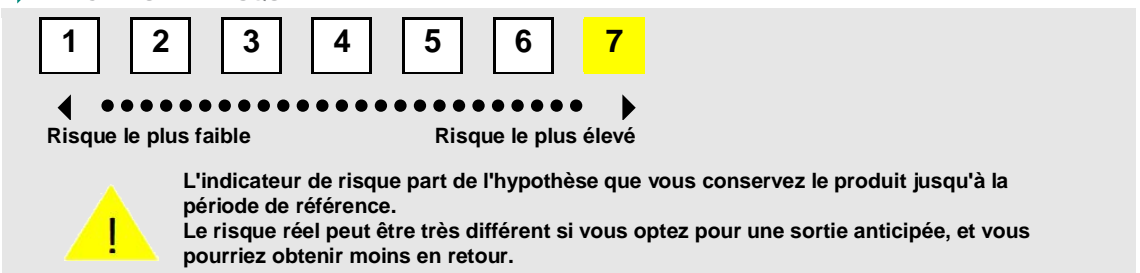 1 2 3 4 5 6 7
Risque le plus faible Risque le plus élevé
L'indicateur de risque part de l'hypothèse que vous conservez le produit jusqu'à la
période de référence.
Le risque réel peut être très différent si vous optez pour une sortie anticipée, et vous
pourriez obtenir moins en retour.
!